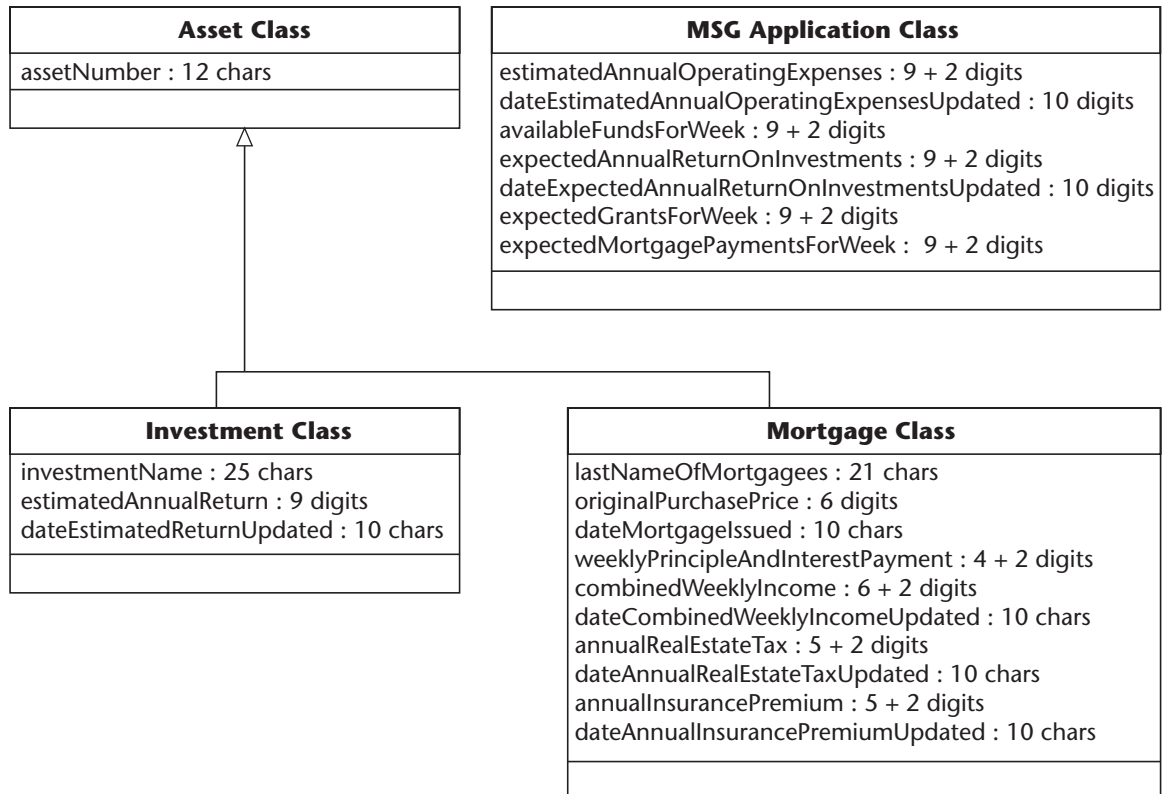 Asset Class
assetNumber : 12 chars
MSG Application Class
estimatedAnnualOperatingExpenses : 9 + 2 digits
dateEstimatedAnnualOperatingExpensesUpdated : 10 digits
availableFundsForWeek : 9 + 2 digits
expectedAnnualReturnOnInvestments : 9 + 2 digits
dateExpectedAnnualReturnOnInvestmentsUpdated : 10 digits
expectedGrantsForWeek : 9 + 2 digits
expectedMortgagePaymentsForWeek : 9 + 2 digits
Investment Class
investmentName : 25 chars
estimatedAnnualReturn : 9 digits
dateEstimatedReturnUpdated : 10 chars
Mortgage Class
lastNameOfMortgagees : 21 chars
originalPurchasePrice : 6 digits
dateMortgageIssued : 10 chars
weeklyPrincipleAndInterestPayment : 4 + 2 digits
combinedWeeklyIncome : 6 + 2 digits
dateCombinedWeeklyIncomeUpdated : 10 chars
annualRealEstateTax : 5 + 2 digits
dateAnnualRealEstateTaxUpdated : 10 chars
annualInsurancePremium : 5 + 2 digits
dateAnnualInsurancePremiumUpdated : 10 chars